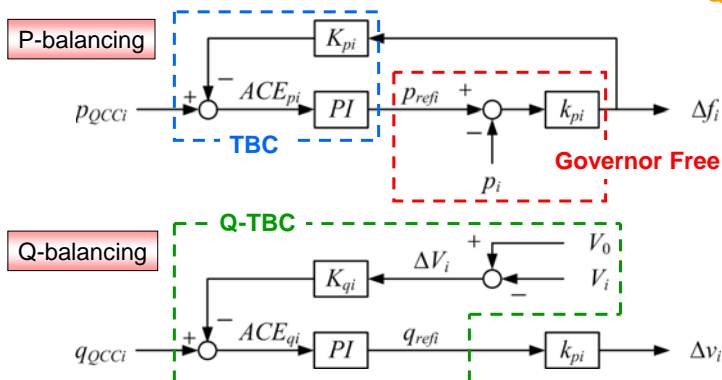 P-balancing
K_pi
−
p_QCCi
+
ACE_pi
PI
p_refi
+
−
k_pi
Δf_i
TBC
p_i
Governor Free
Q-TBC
Q-balancing
+
V_0
K_qi
ΔV_i
−
V_i
−
q_QCCi
+
ACE_qi
PI
q_refi
k_pi
Δv_i